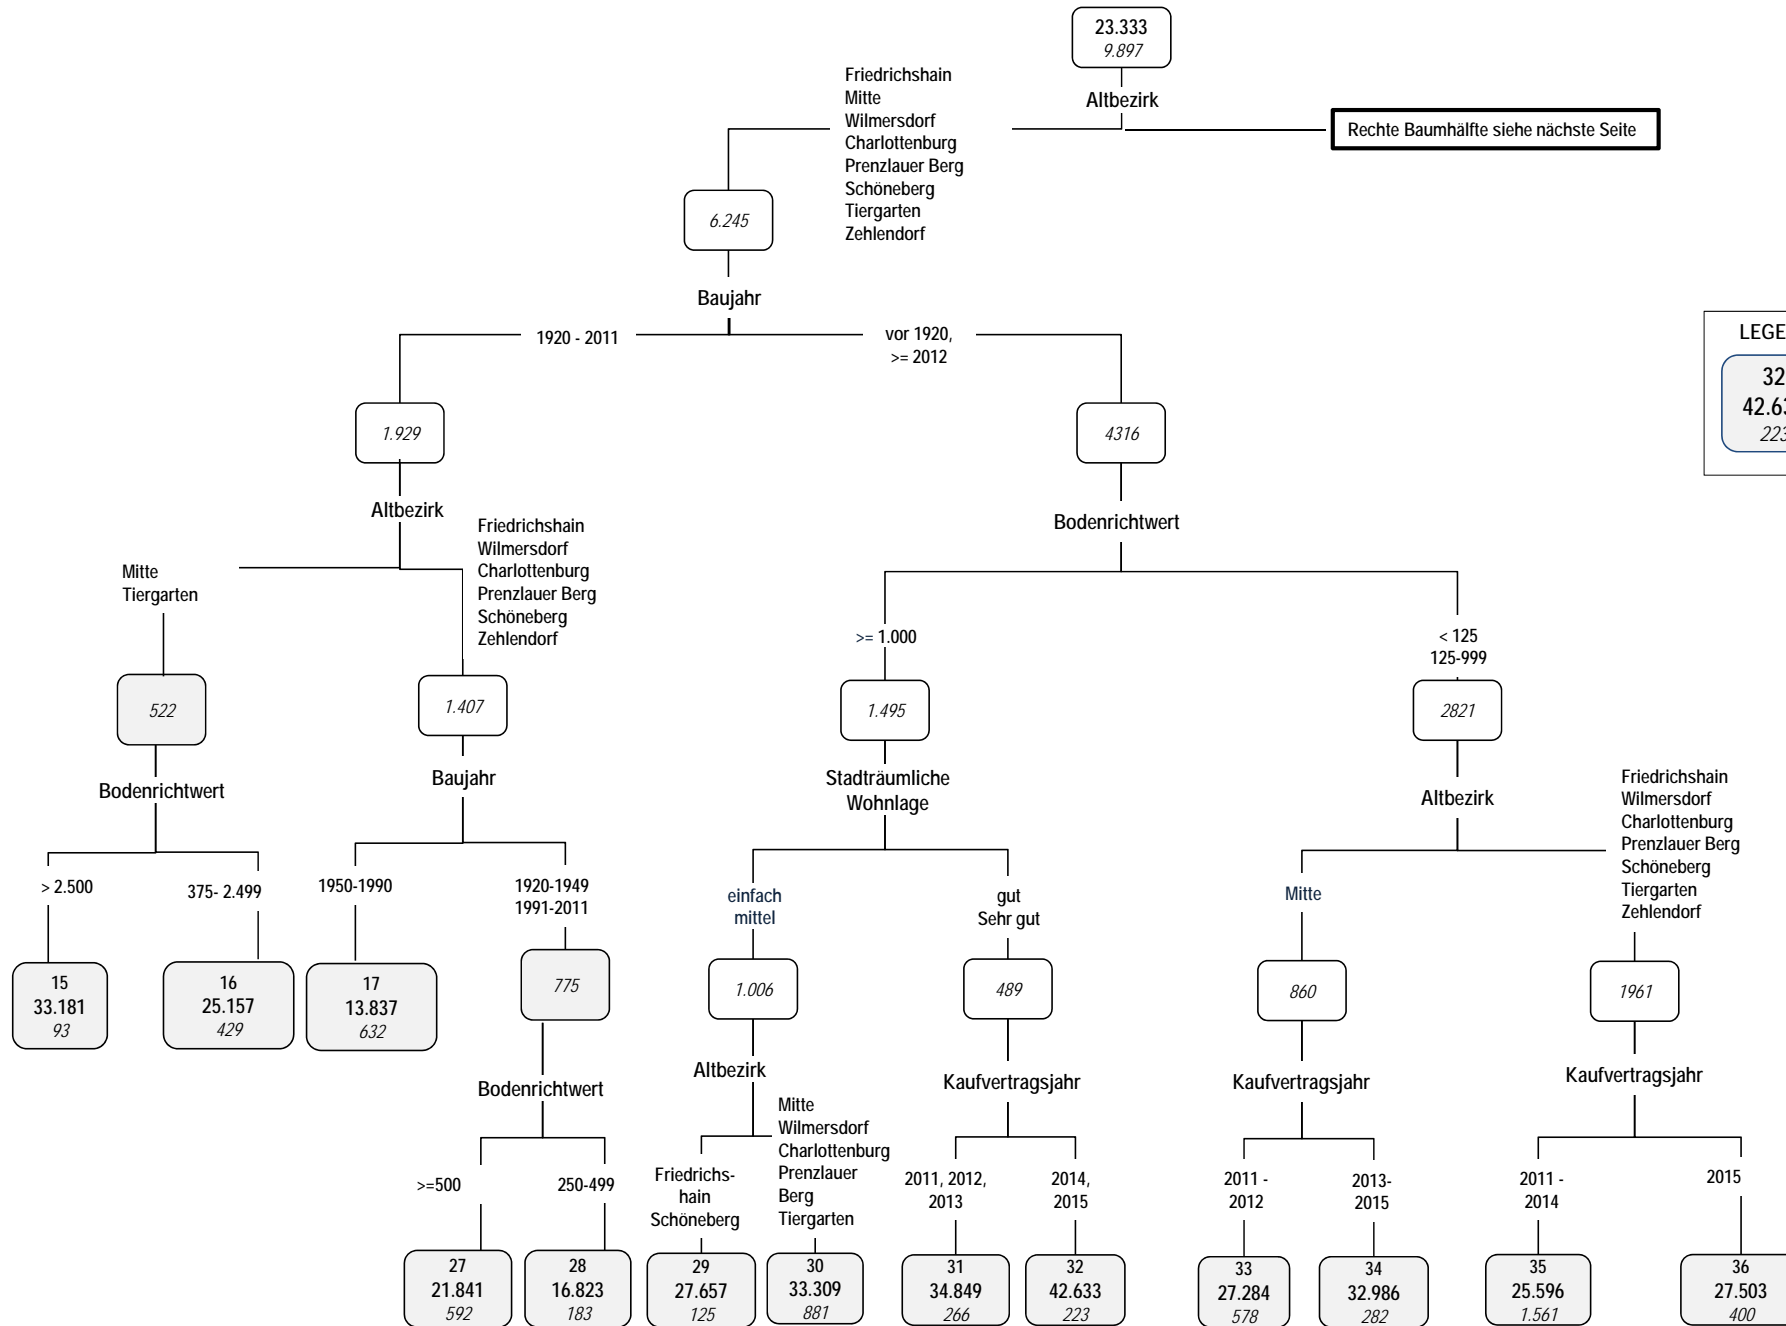 23.333
9.897
Altbezirk
Friedrichshain
Mitte
Wilmersdorf
Charlottenburg
Prenzlauer Berg
Schöneberg
Tiergarten
Zehlendorf
Rechte Baumhälfte siehe nächste Seite
6.245
Baujahr
1920 - 2011
vor 1920,
>= 2012
LEGE
32
42.63
223
1.929
4316
Altbezirk
Bodenrichtwert
Mitte
Tiergarten
Friedrichshain
Wilmersdorf
Charlottenburg
Prenzlauer Berg
Schöneberg
Zehlendorf
>= 1.000
< 125
125-999
522
1.407
1.495
2821
Bodenrichtwert
Baujahr
Stadträumliche
Wohnlage
Altbezirk
Friedrichshain
Wilmersdorf
Charlottenburg
Prenzlauer Berg
Schöneberg
Tiergarten
Zehlendorf
> 2.500
375- 2.499
1950-1990
1920-1949
1991-2011
einfach
mittel
gut
Sehr gut
Mitte
15
33.181
93
16
25.157
429
17
13.837
632
775
1.006
489
860
1961
Bodenrichtwert
Altbezirk
Kaufvertragsjahr
Kaufvertragsjahr
Kaufvertragsjahr
>=500
250-499
Friedrichs-
hain
Schöneberg
Mitte
Wilmersdorf
Charlottenburg
Prenzlauer
Berg
Tiergarten
2011, 2012,
2013
2014,
2015
2011 -
2012
2013-
2015
2011 -
2014
2015
27
21.841
592
28
16.823
183
29
27.657
125
30
33.309
881
31
34.849
266
32
42.633
223
33
27.284
578
34
32.986
282
35
25.596
1.561
36
27.503
400